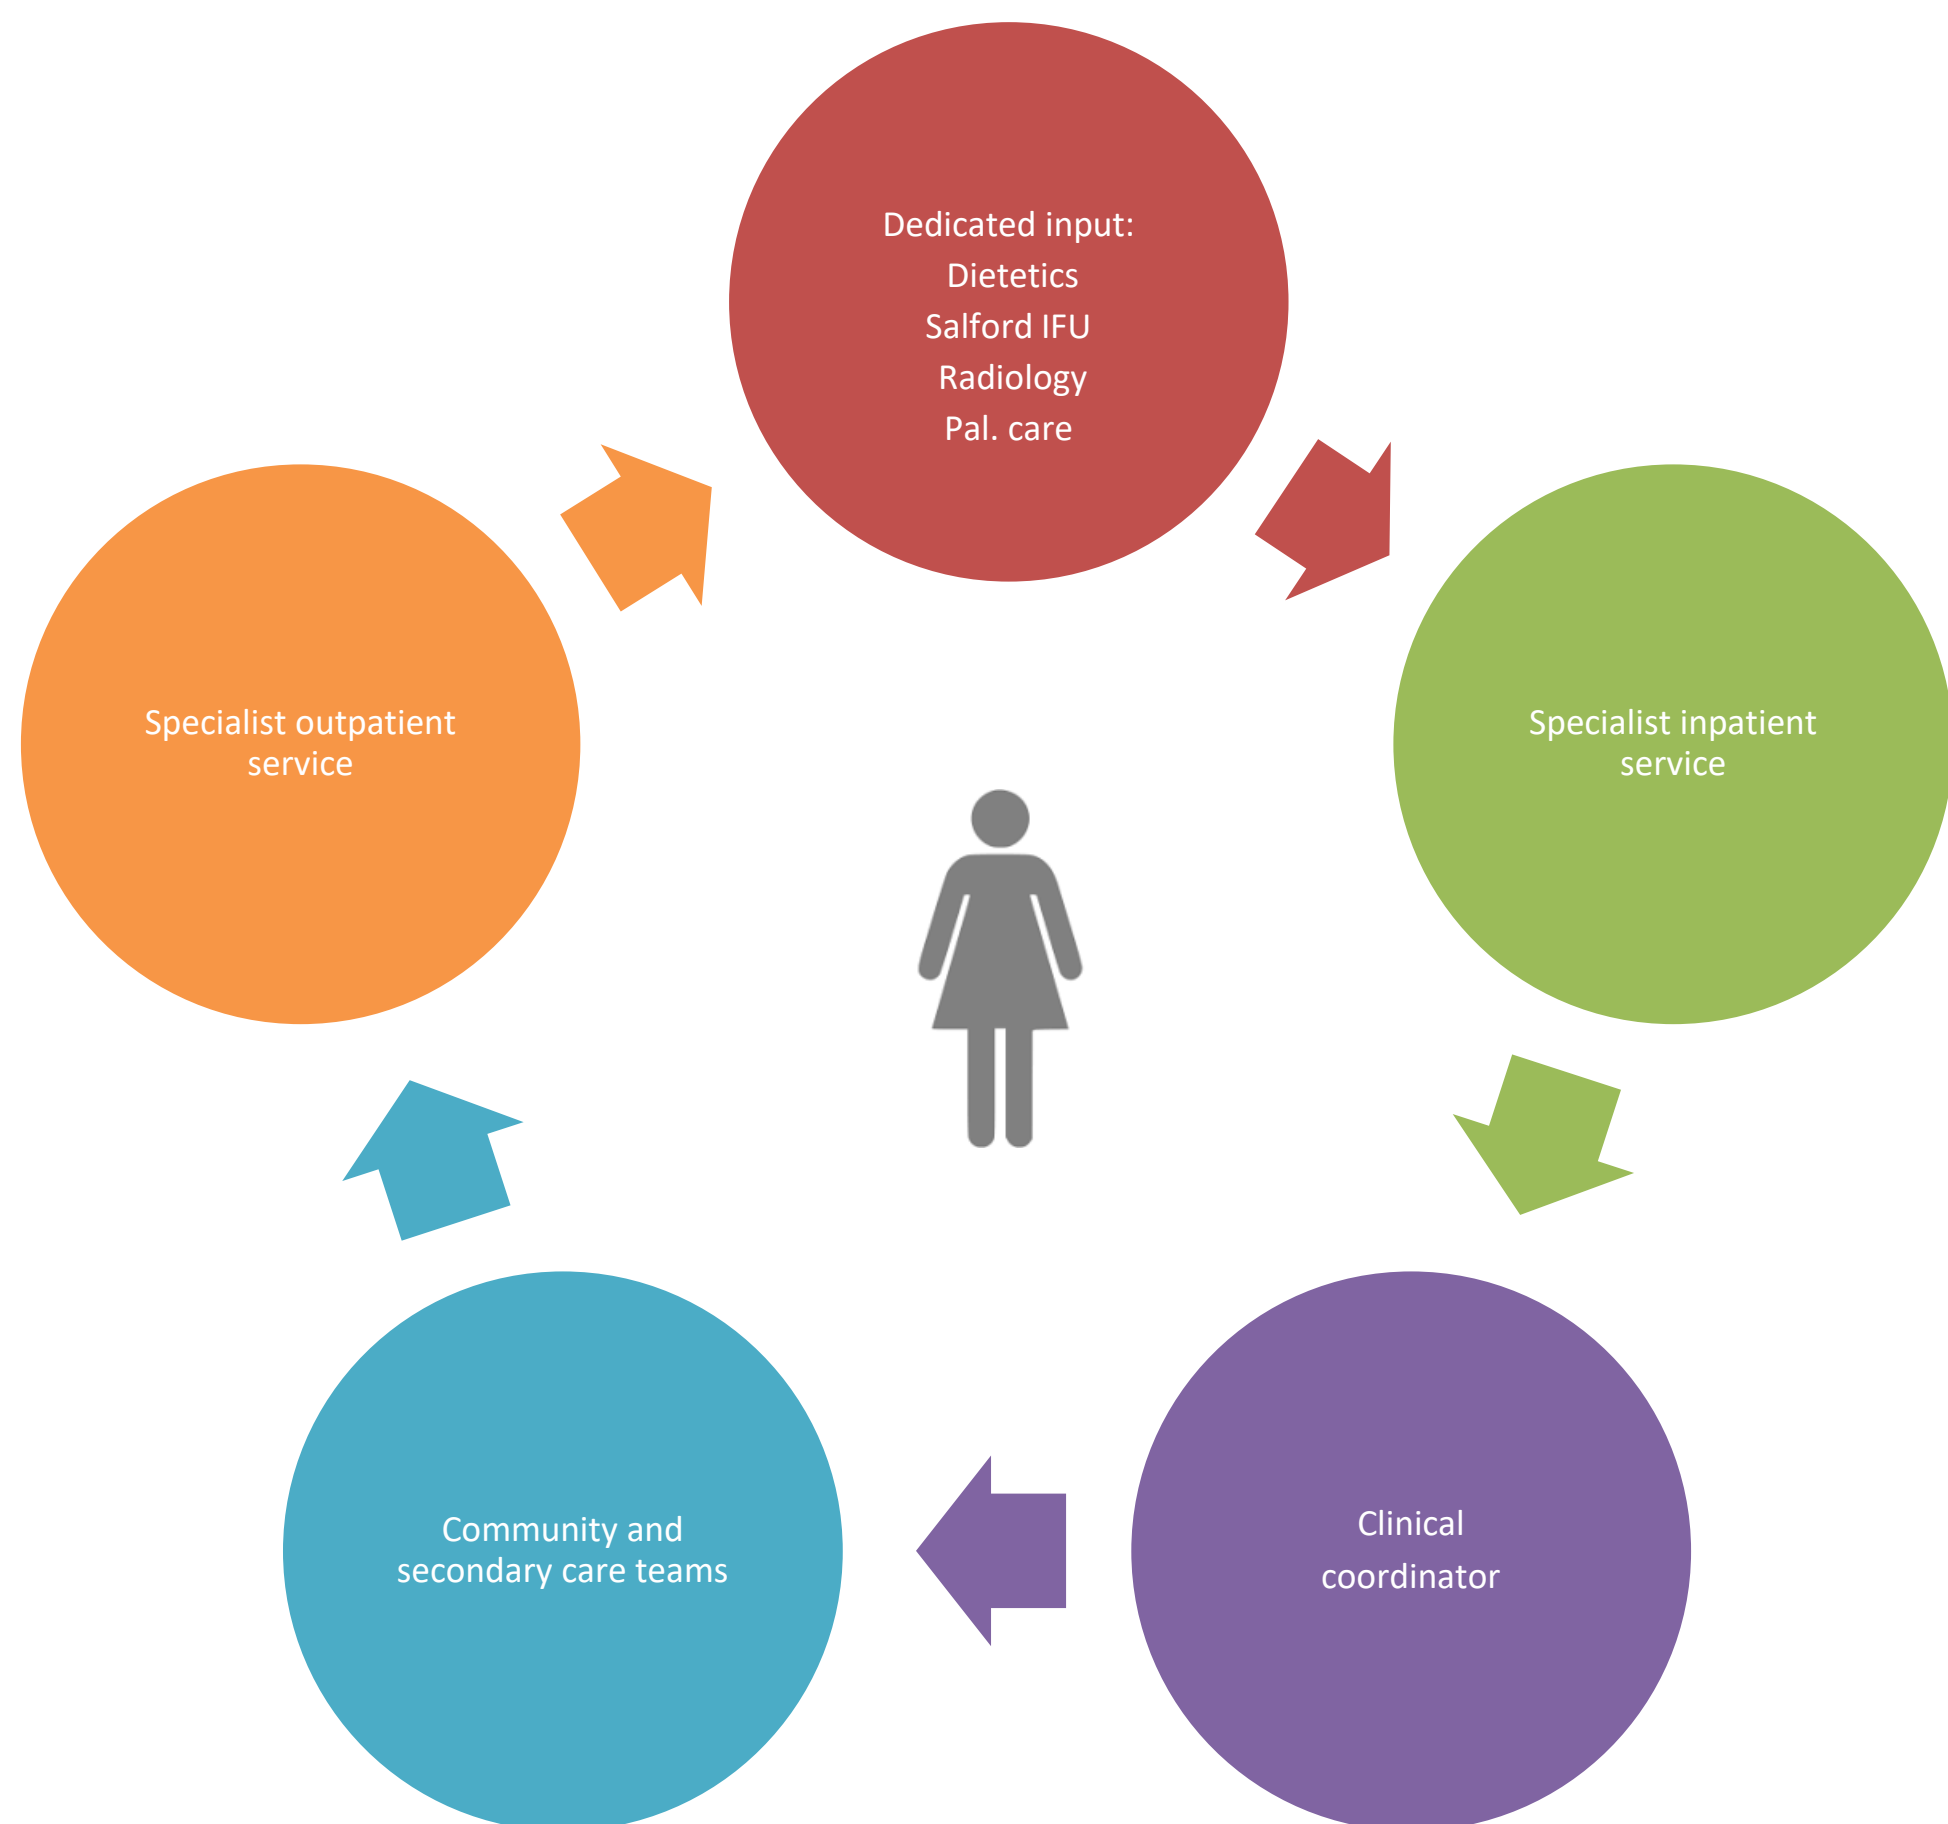 Dedicated input:
Dietetics
Salford IFU
Radiology
Pal. care
Specialist inpatient
service
Clinical
coordinator
Community and
secondary care teams
Specialist outpatient
service